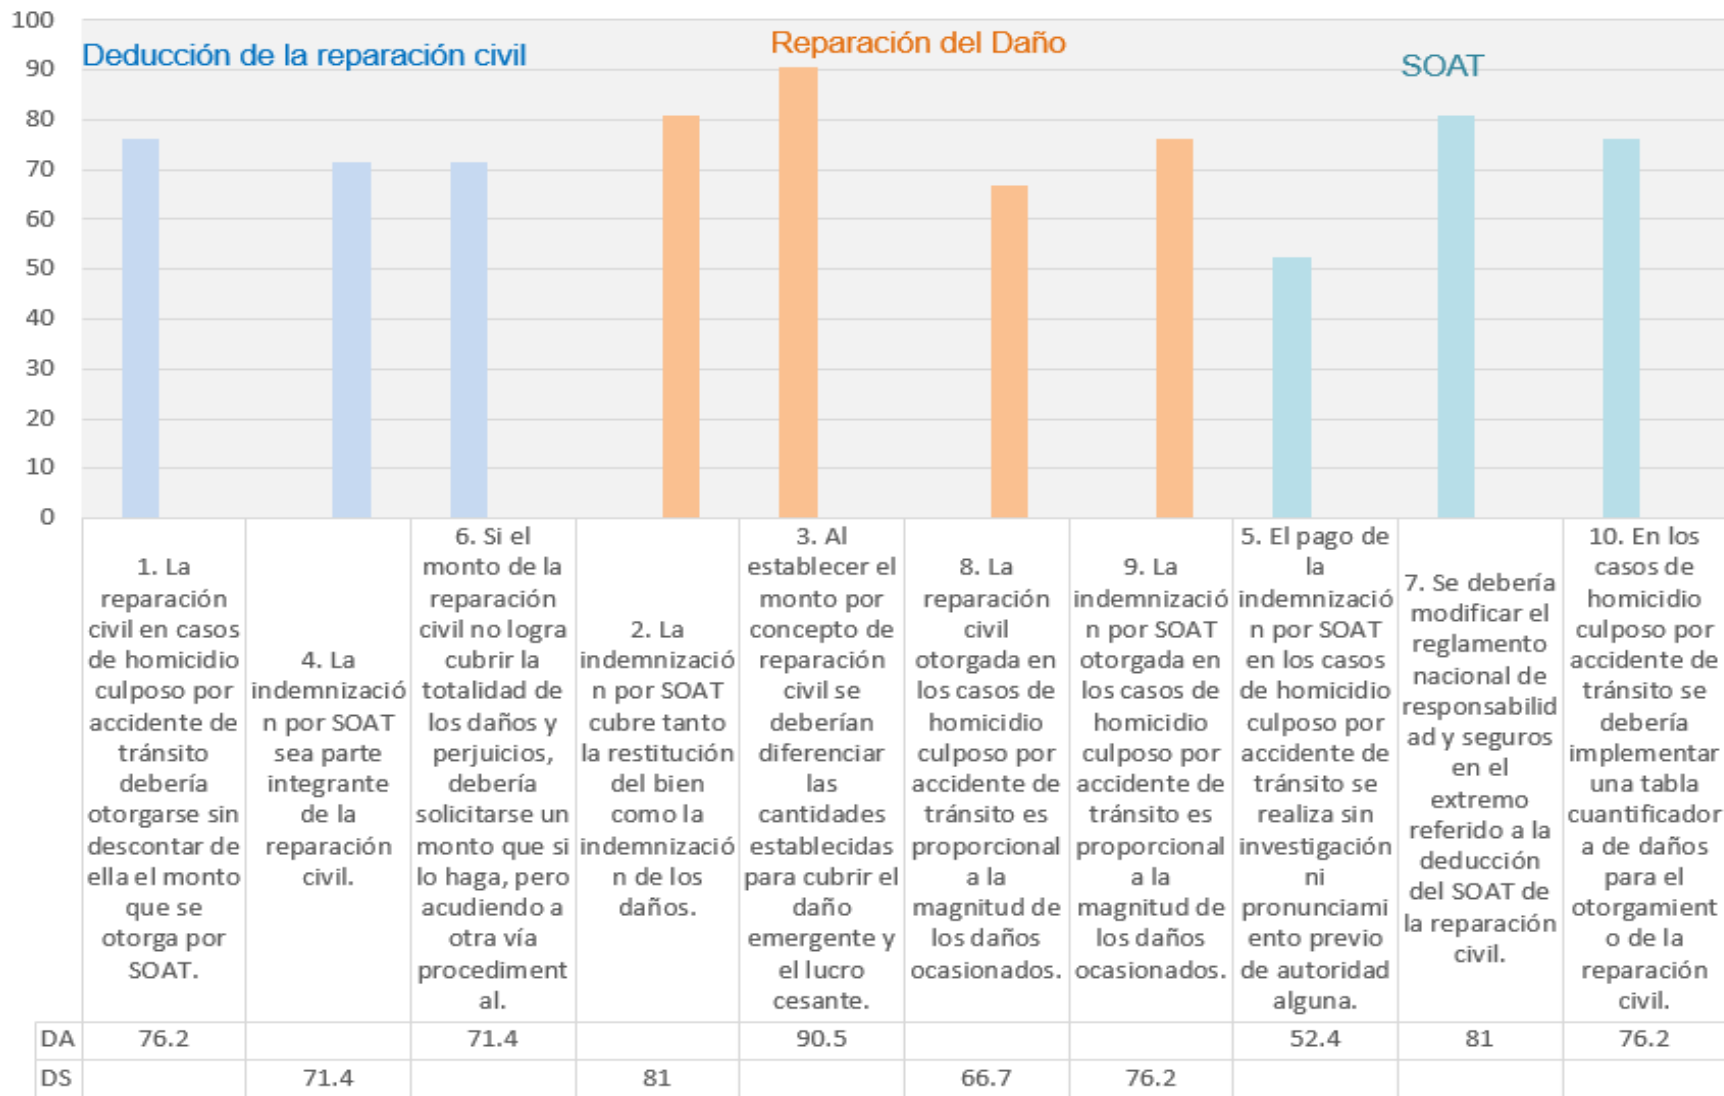 100
Deducción de la reparación civil
Reparación del Daño
SOAT
90
80
70
60
50
40
30
20
10
0
1. La
reparación
civil en casos
de homicidio
culposo por
accidente de
tránsito
debería
otorgarse sin
descontar de
ella el monto
que se
otorga por
SOAT.
4. La
indemnizació
n por SOAT
sea parte
integrante
de la
reparación
civil.
6. Si el
monto de la
reparación
civil no logra
cubrir la
totalidad de
los daños y
perjuicios,
debería
solicitarse un
monto que si
lo haga, pero
acudiendo a
otra vía
procediment
al.
2. La
indemnizació
n por SOAT
cubre tanto
la restitución
del bien
como la
indemnizació
n de los
daños.
3. Al
establecer el
monto por
concepto de
reparación
civil se
deberían
diferenciar
las
cantidades
establecidas
para cubrir el
daño
emergente y
el lucro
cesante.
8. La
reparación
civil
otorgada en
los casos de
homicidio
culposo por
accidente de
tránsito es
proporcional
a la
magnitud de
los daños
ocasionados.
9. La
indemnizació
n por SOAT
otorgada en
los casos de
homicidio
culposo por
accidente de
tránsito es
proporcional
a la
magnitud de
los daños
ocasionados.
5. El pago de
la
indemnizació
n por SOAT
en los casos
de homicidio
culposo por
accidente de
tránsito se
realiza sin
investigación
ni
pronunciami
ento previo
de autoridad
alguna.
7. Se debería
modificar el
reglamento
nacional de
responsabilid
ad y seguros
en el
extremo
referido a la
deducción
del SOAT de
la reparación
civil.
10. En los
casos de
homicidio
culposo por
accidente de
tránsito se
debería
implementar
una tabla
cuantificador
a de daños
para el
otorgamient
o de la
reparación
civil.
DA 76.2 71.4 90.5 52.4 81 76.2
DS 71.4 81 66.7 76.2